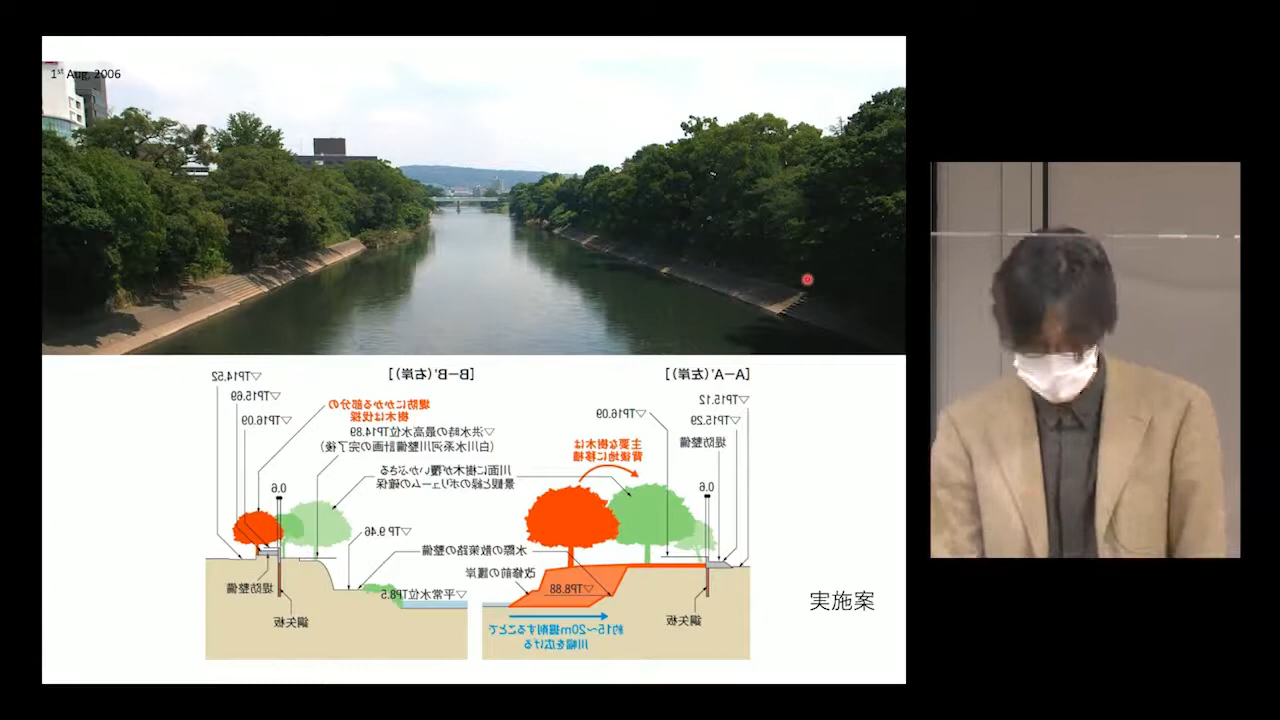 1st Aug, 2006
[B−B'(右岸)]
[A−A'(左岸)]
▽TP14.52
▽TP15.69
▽TP16.09
堤防にかかる部分の
樹木は伐採
▽洪水時の最高水位TP14.89
(白川水系河川整備計画の完了後)
川面に樹木が覆いかぶさる
景観と緑のボリュームの確保
0.6
▽TP 9.46
水際の散策路の整備
改修前の護岸
▽平常水位TP8.5
堤防整備
鋼矢板
▽TP16.09
主要な樹木は
背後地に移植
▽TP15.12
▽TP15.29
堤防整備
0.6
▽TP8.88
約15〜20m掘削することで
川幅を広げる
鋼矢板
実施案